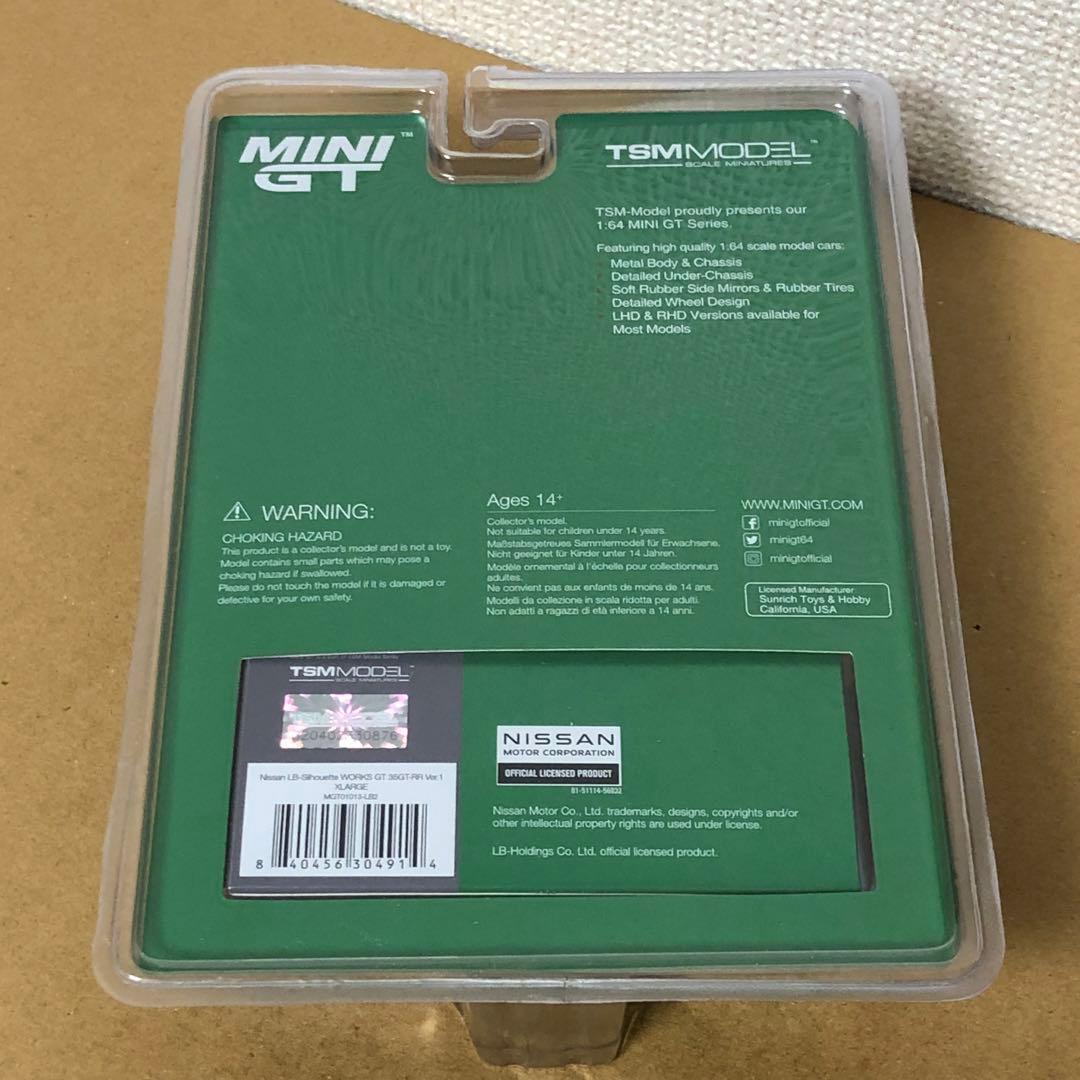 MINI
GT
™
TSMMODEL™
SCALE MINIATURES
TSM-Model proudly presents our
1:64 MINI GT Series.
Featuring high quality 1:64 scale model cars:
Metal Body & Chassis
Detailed Under-Chassis
Soft Rubber Side Mirrors & Rubber Tires
Detailed Wheel Design
LHD & RHD Versions available for
Most Models
WARNING:
CHOKING HAZARD
This product is a collector's model and is not a toy.
Model contains small parts which may pose a
choking hazard if swallowed.
Please do not touch the model if it is damaged or
defective for your own safety.
Ages 14+
Collector's model.
Not suitable for children under 14 years.
Maßstabsgetreues Sammlermodell für Erwachsene.
Nicht geeignet für Kinder unter 14 Jahren.
Modèle ornemental à l'échelle pour collectionneurs
adultes.
Ne convient pas aux enfants de moins de 14 ans.
Modelli da collezione in scala ridotta per adulti.
Non adatti a ragazzi di età inferiore a 14 anni.
WWW.MINIGT.COM
minigtofficial
minigt64
minigtofficial
Licensed Manufacturer
Sunrich Toys & Hobby
California, USA
TSMMODEL
SCALE MINIATURES
Nissan LB-Silhouette WORKS GT 35GT-RR Ver.1
XLARGE
MGT01013-LB2
8 40456 30491 4
NISSAN
MOTOR CORPORATION
OFFICIAL LICENSED PRODUCT
01-51114-56032
Nissan Motor Co., Ltd. trademarks, designs, copyrights and/or
other intellectual property rights are used under license.
LB-Holdings Co. Ltd. official licensed product.